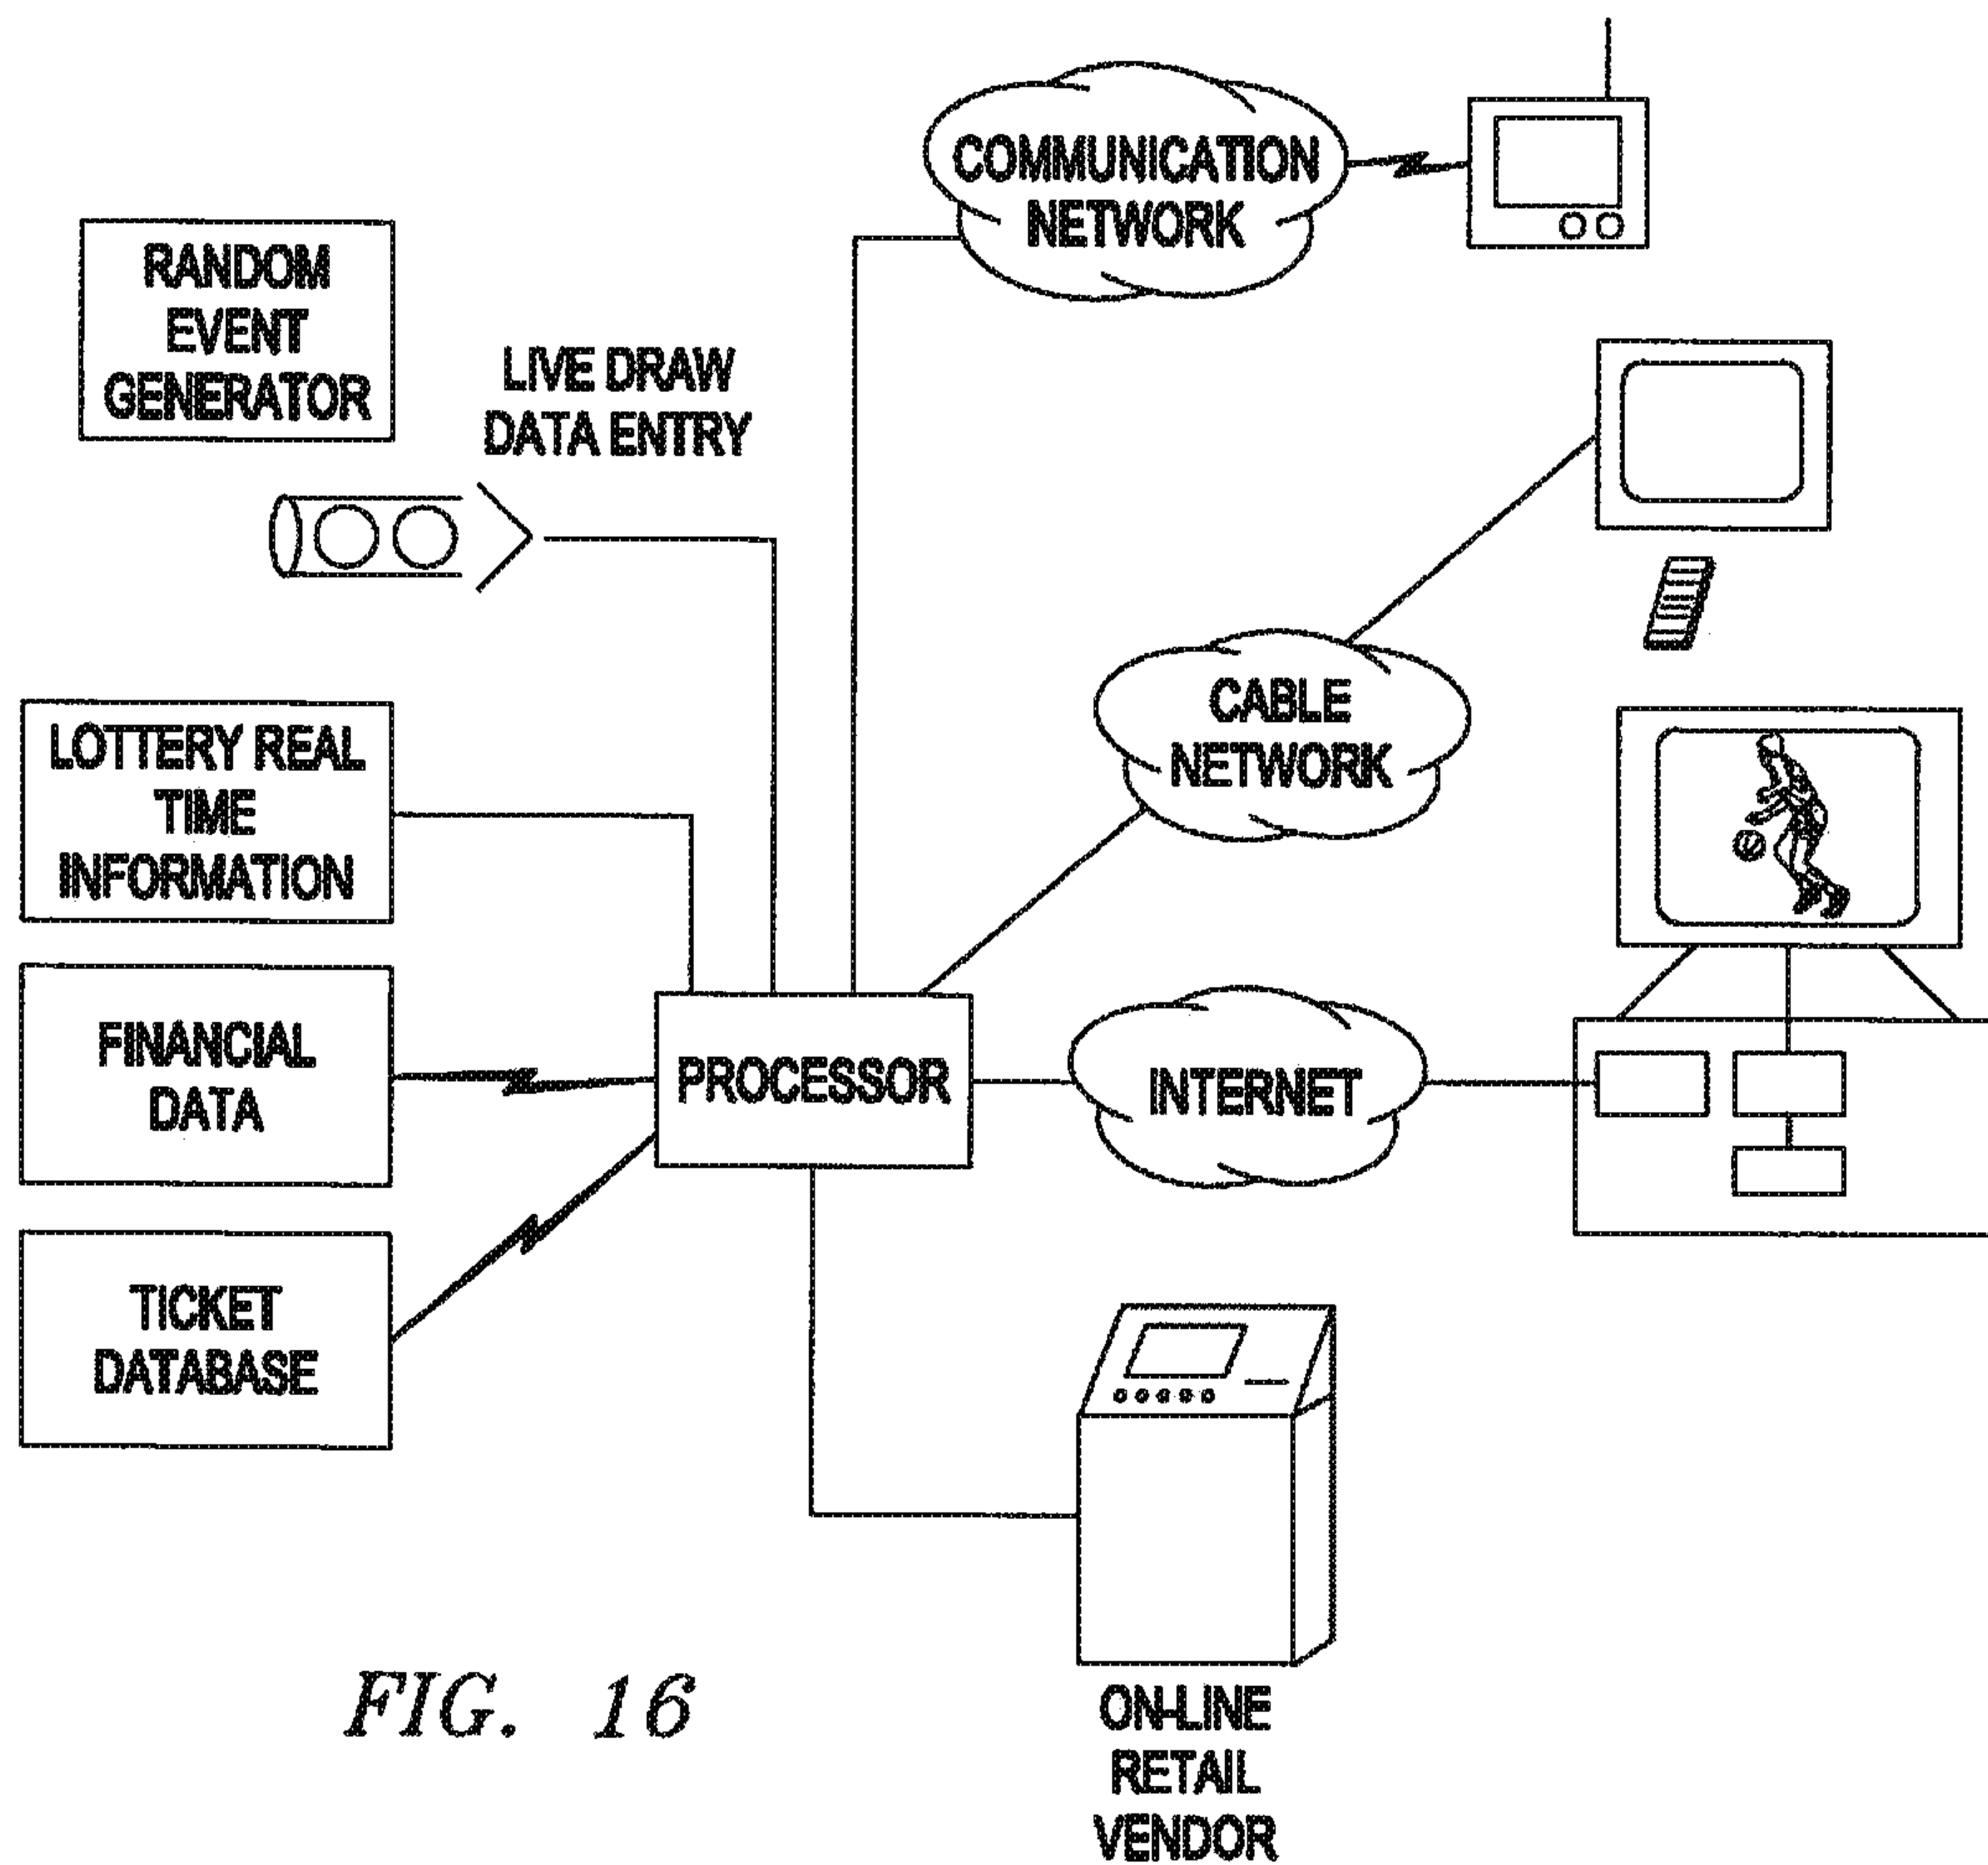 COMMUNICATION
NETWORK
RANDOM
EVENT
GENERATOR
LIVE DRAW
DATA ENTRY
CABLE
NETWORK
LOTTERY REAL
TIME
INFORMATION
FINANCIAL
DATA
PROCESSOR
INTERNET
TICKET
DATABASE
ON-LINE
RETAIL
VENDOR
FIG. 16